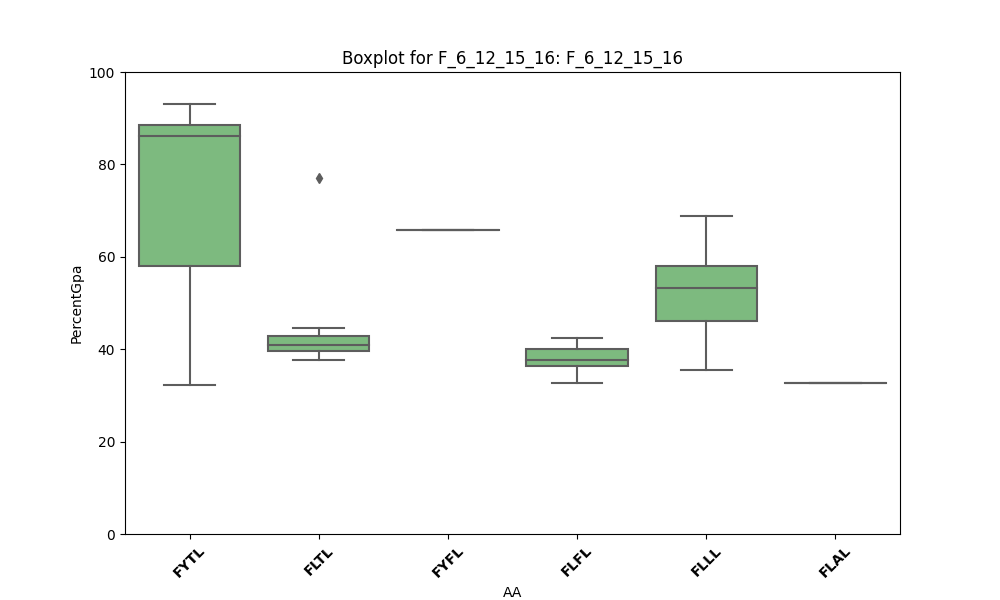 Boxplot for F_6_12_15_16: F_6_12_15_16
100
80
60
40
20
0
PercentGpa
FYTL
FLTL
FYFL
FLFL
FLLL
FLAL
AA